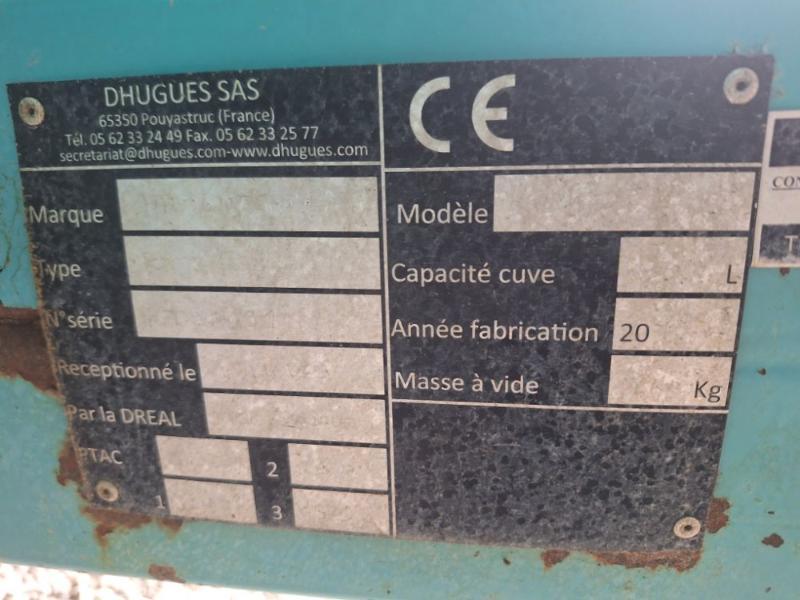 DHUGUES SAS
65350 Pouyastruc (France)
Tél. 05 62 33 24 49 Fax. 05 62 33 25 77
secretariat@dhugues.com-www.dhugues.com
CE
Marque
Type
N°série
Receptionné le
Par la DREAL
PTAC
2
1
3
Modèle
Capacité cuve L
Année fabrication 20
Masse à vide Kg
CON
T